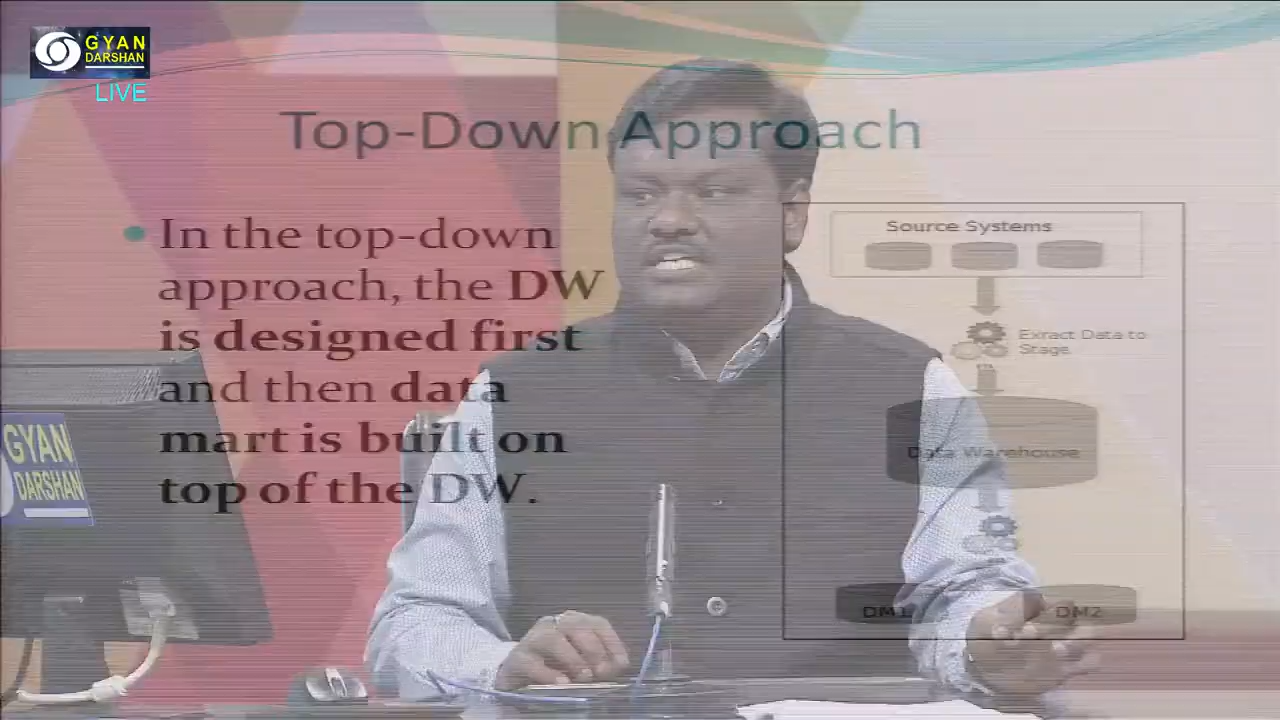 GYAN
DARSHAN
LIVE
Top-Down Approach
In the top-down
approach, the DW
is designed first
and then data
mart is built on
top of the DW.
Source Systems
Exract Data to
Stage
Data Warehouse
DM1
DM2
GYAN
DARSHAN